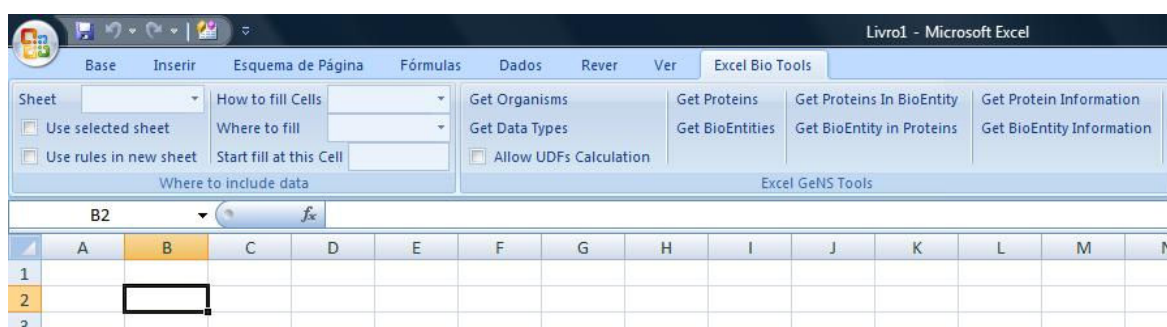 Livro1 - Microsoft Excel
Base Inserir Esquema de Página Fórmulas Dados Rever Ver Excel Bio Tools
Sheet How to fill Cells Get Organisms Get Proteins Get Proteins In BioEntity Get Protein Information
Use selected sheet Where to fill Get Data Types Get BioEntities Get BioEntity in Proteins Get BioEntity Information
Use rules in new sheet Start fill at this Cell Allow UDFs Calculation
Where to include data Excel GeNS Tools
B2 fx
A B C D E F G H I J K L M
1
2